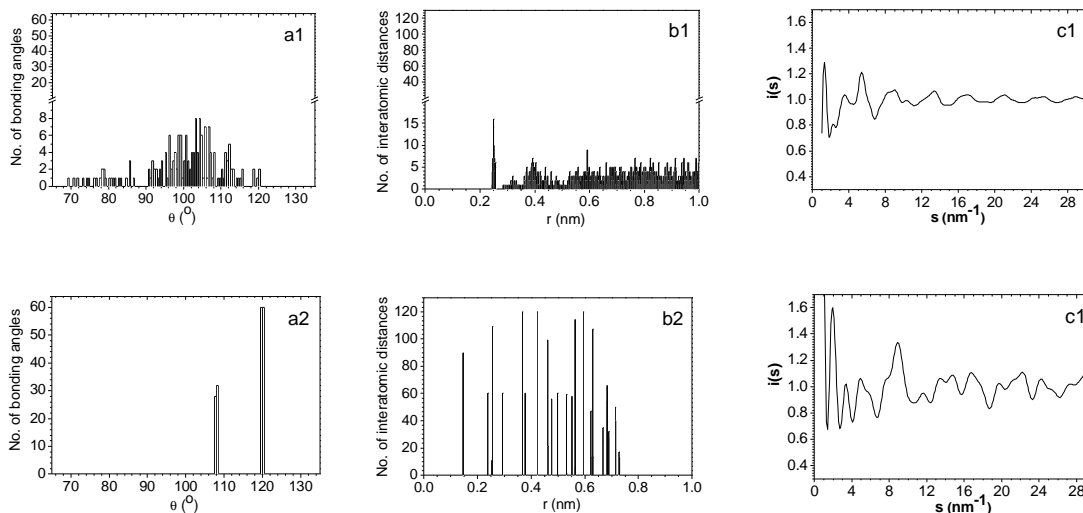 a1
No. of bonding angles
60
50
40
30
20
10
8
6
4
2
0
70 80 90 100 110 120 130
θ (o)
b1
No. of interatomic distances
120
100
80
60
40
20
15
10
5
0
0.0 0.2 0.4 0.6 0.8 1.0
r (nm)
c1
i(s)
1.6
1.4
1.2
1.0
0.8
0.6
0.4
0 4 8 12 16 20 24 28
s (nm-1)
a2
No. of bonding angles
60
50
40
30
20
10
0
70 80 90 100 110 120 130
θ (o)
b2
No. of interatomic distances
120
100
80
60
40
20
0
0.0 0.2 0.4 0.6 0.8 1.0
r (nm)
c1
i(s)
1.6
1.4
1.2
1.0
0.8
0.6
0.4
0 4 8 12 16 20 24 28
s (nm-1)